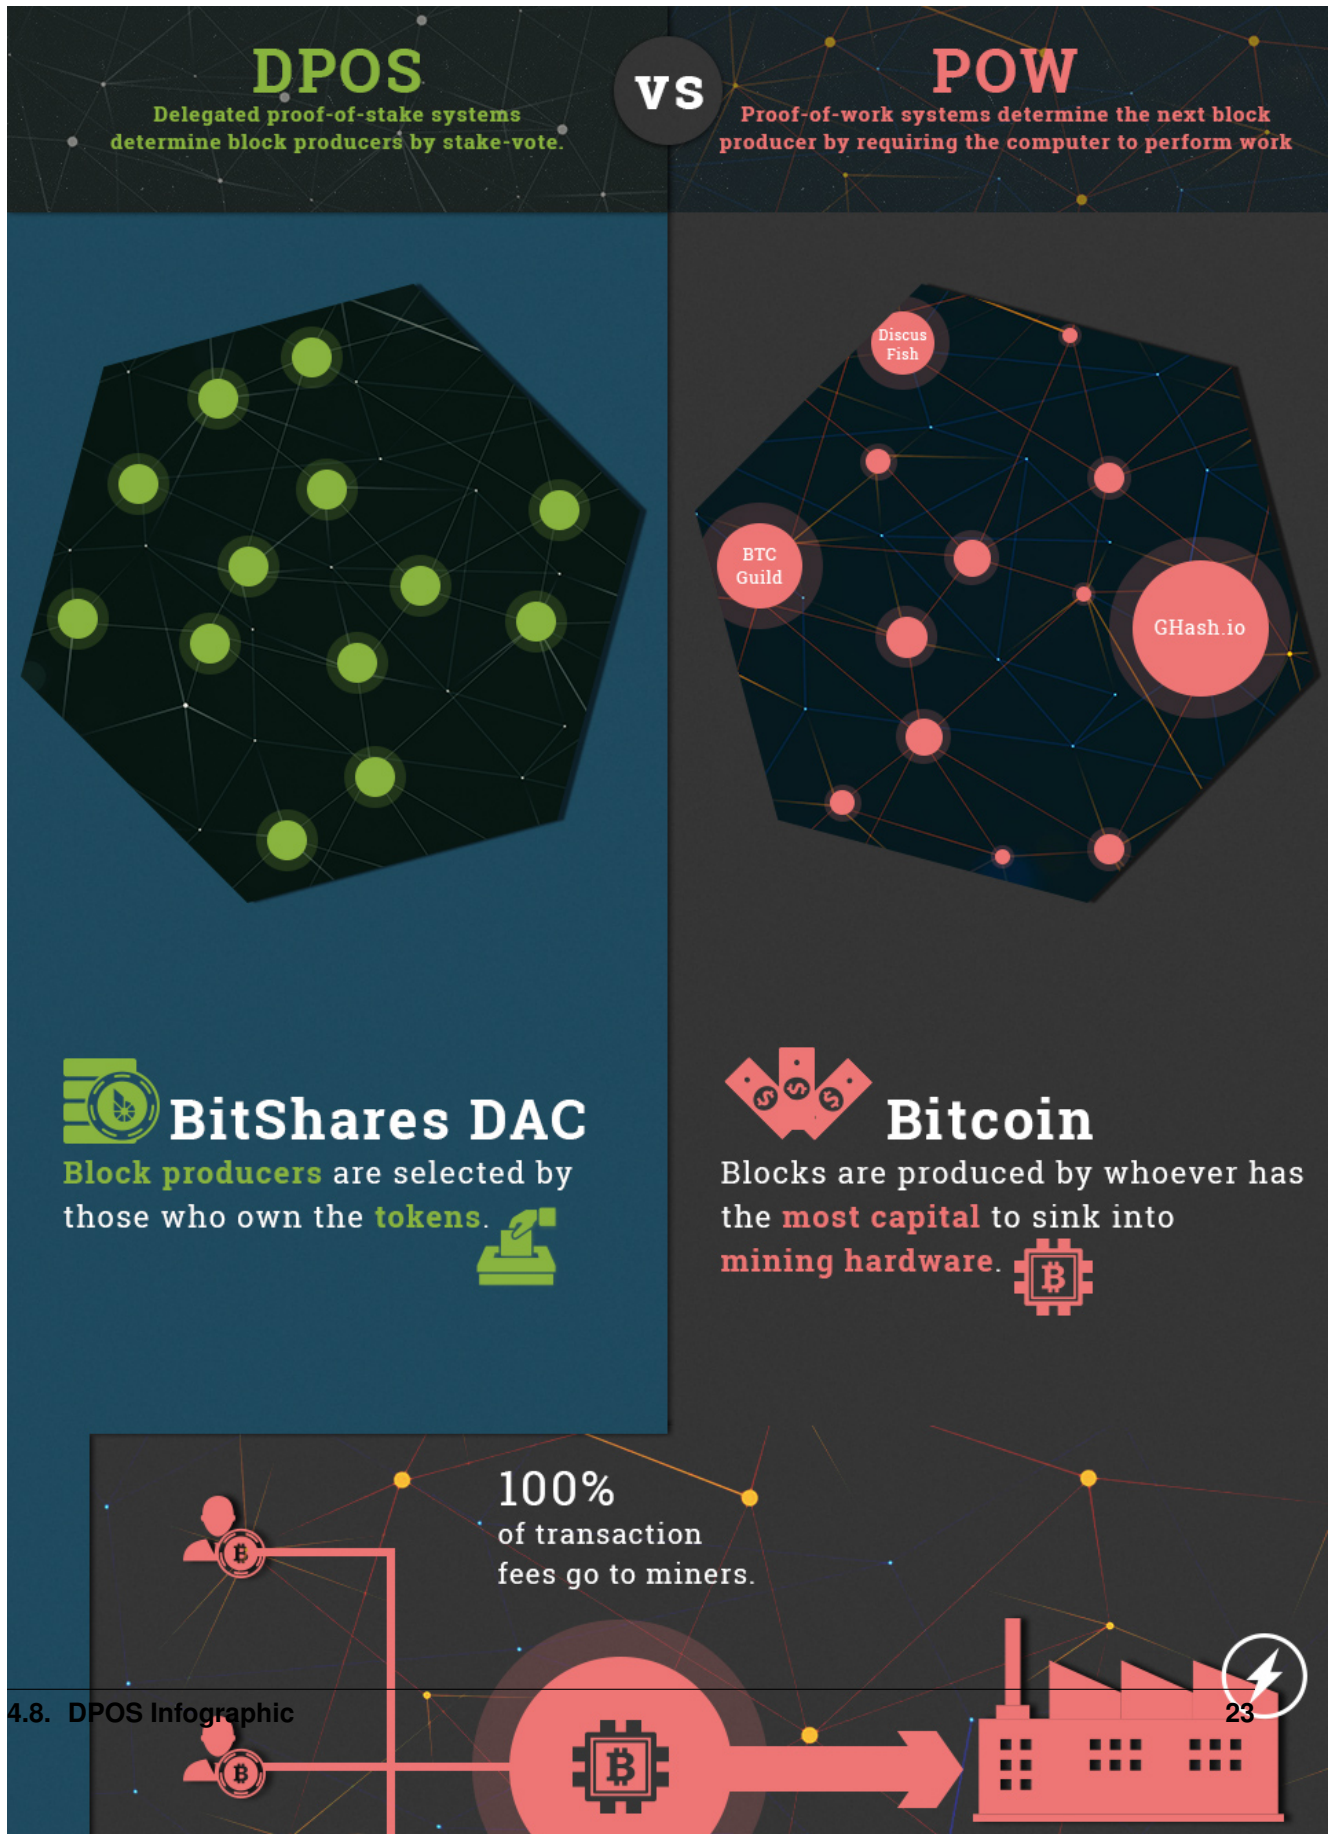 DPOS
Delegated proof-of-stake systems
determine block producers by stake-vote.
VS
POW
Proof-of-work systems determine the next block
producer by requiring the computer to perform work
Discus
Fish
BTC
Guild
GHash.io
BitShares DAC
Block producers are selected by
those who own the tokens.
Bitcoin
Blocks are produced by whoever has
the most capital to sink into
mining hardware.
100%
of transaction
fees go to miners.
4.8. DPOS Infographic
23